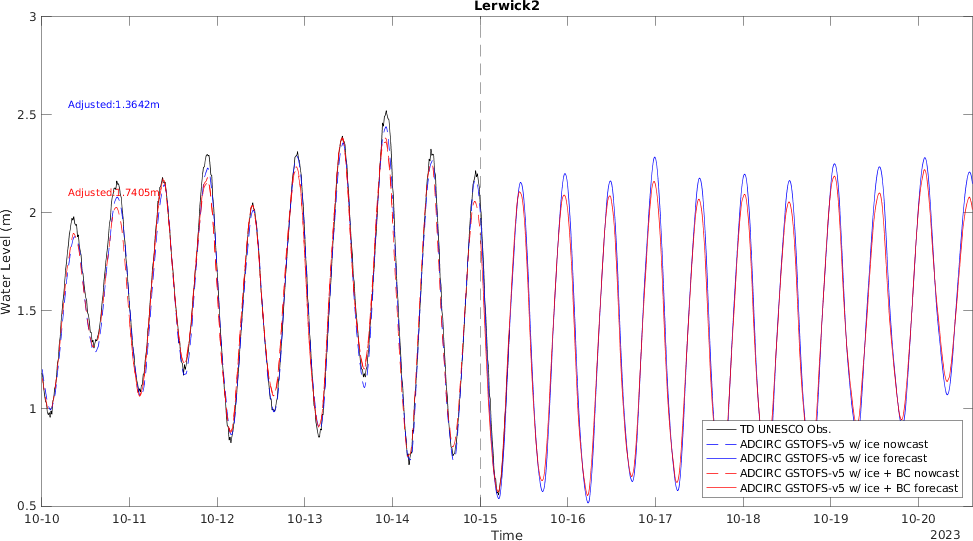 Lerwick2
3
2.5
2
1.5
1
0.5
Water Level (m)
Adjusted:1.3642m
Adjusted:1.7405m
TD UNESCO Obs.
ADCIRC GSTOFS-v5 w/ ice nowcast
ADCIRC GSTOFS-v5 w/ ice forecast
ADCIRC GSTOFS-v5 w/ ice + BC nowcast
ADCIRC GSTOFS-v5 w/ ice + BC forecast
10-10 10-11 10-12 10-13 10-14 10-15 10-16 10-17 10-18 10-19 10-20
Time
2023